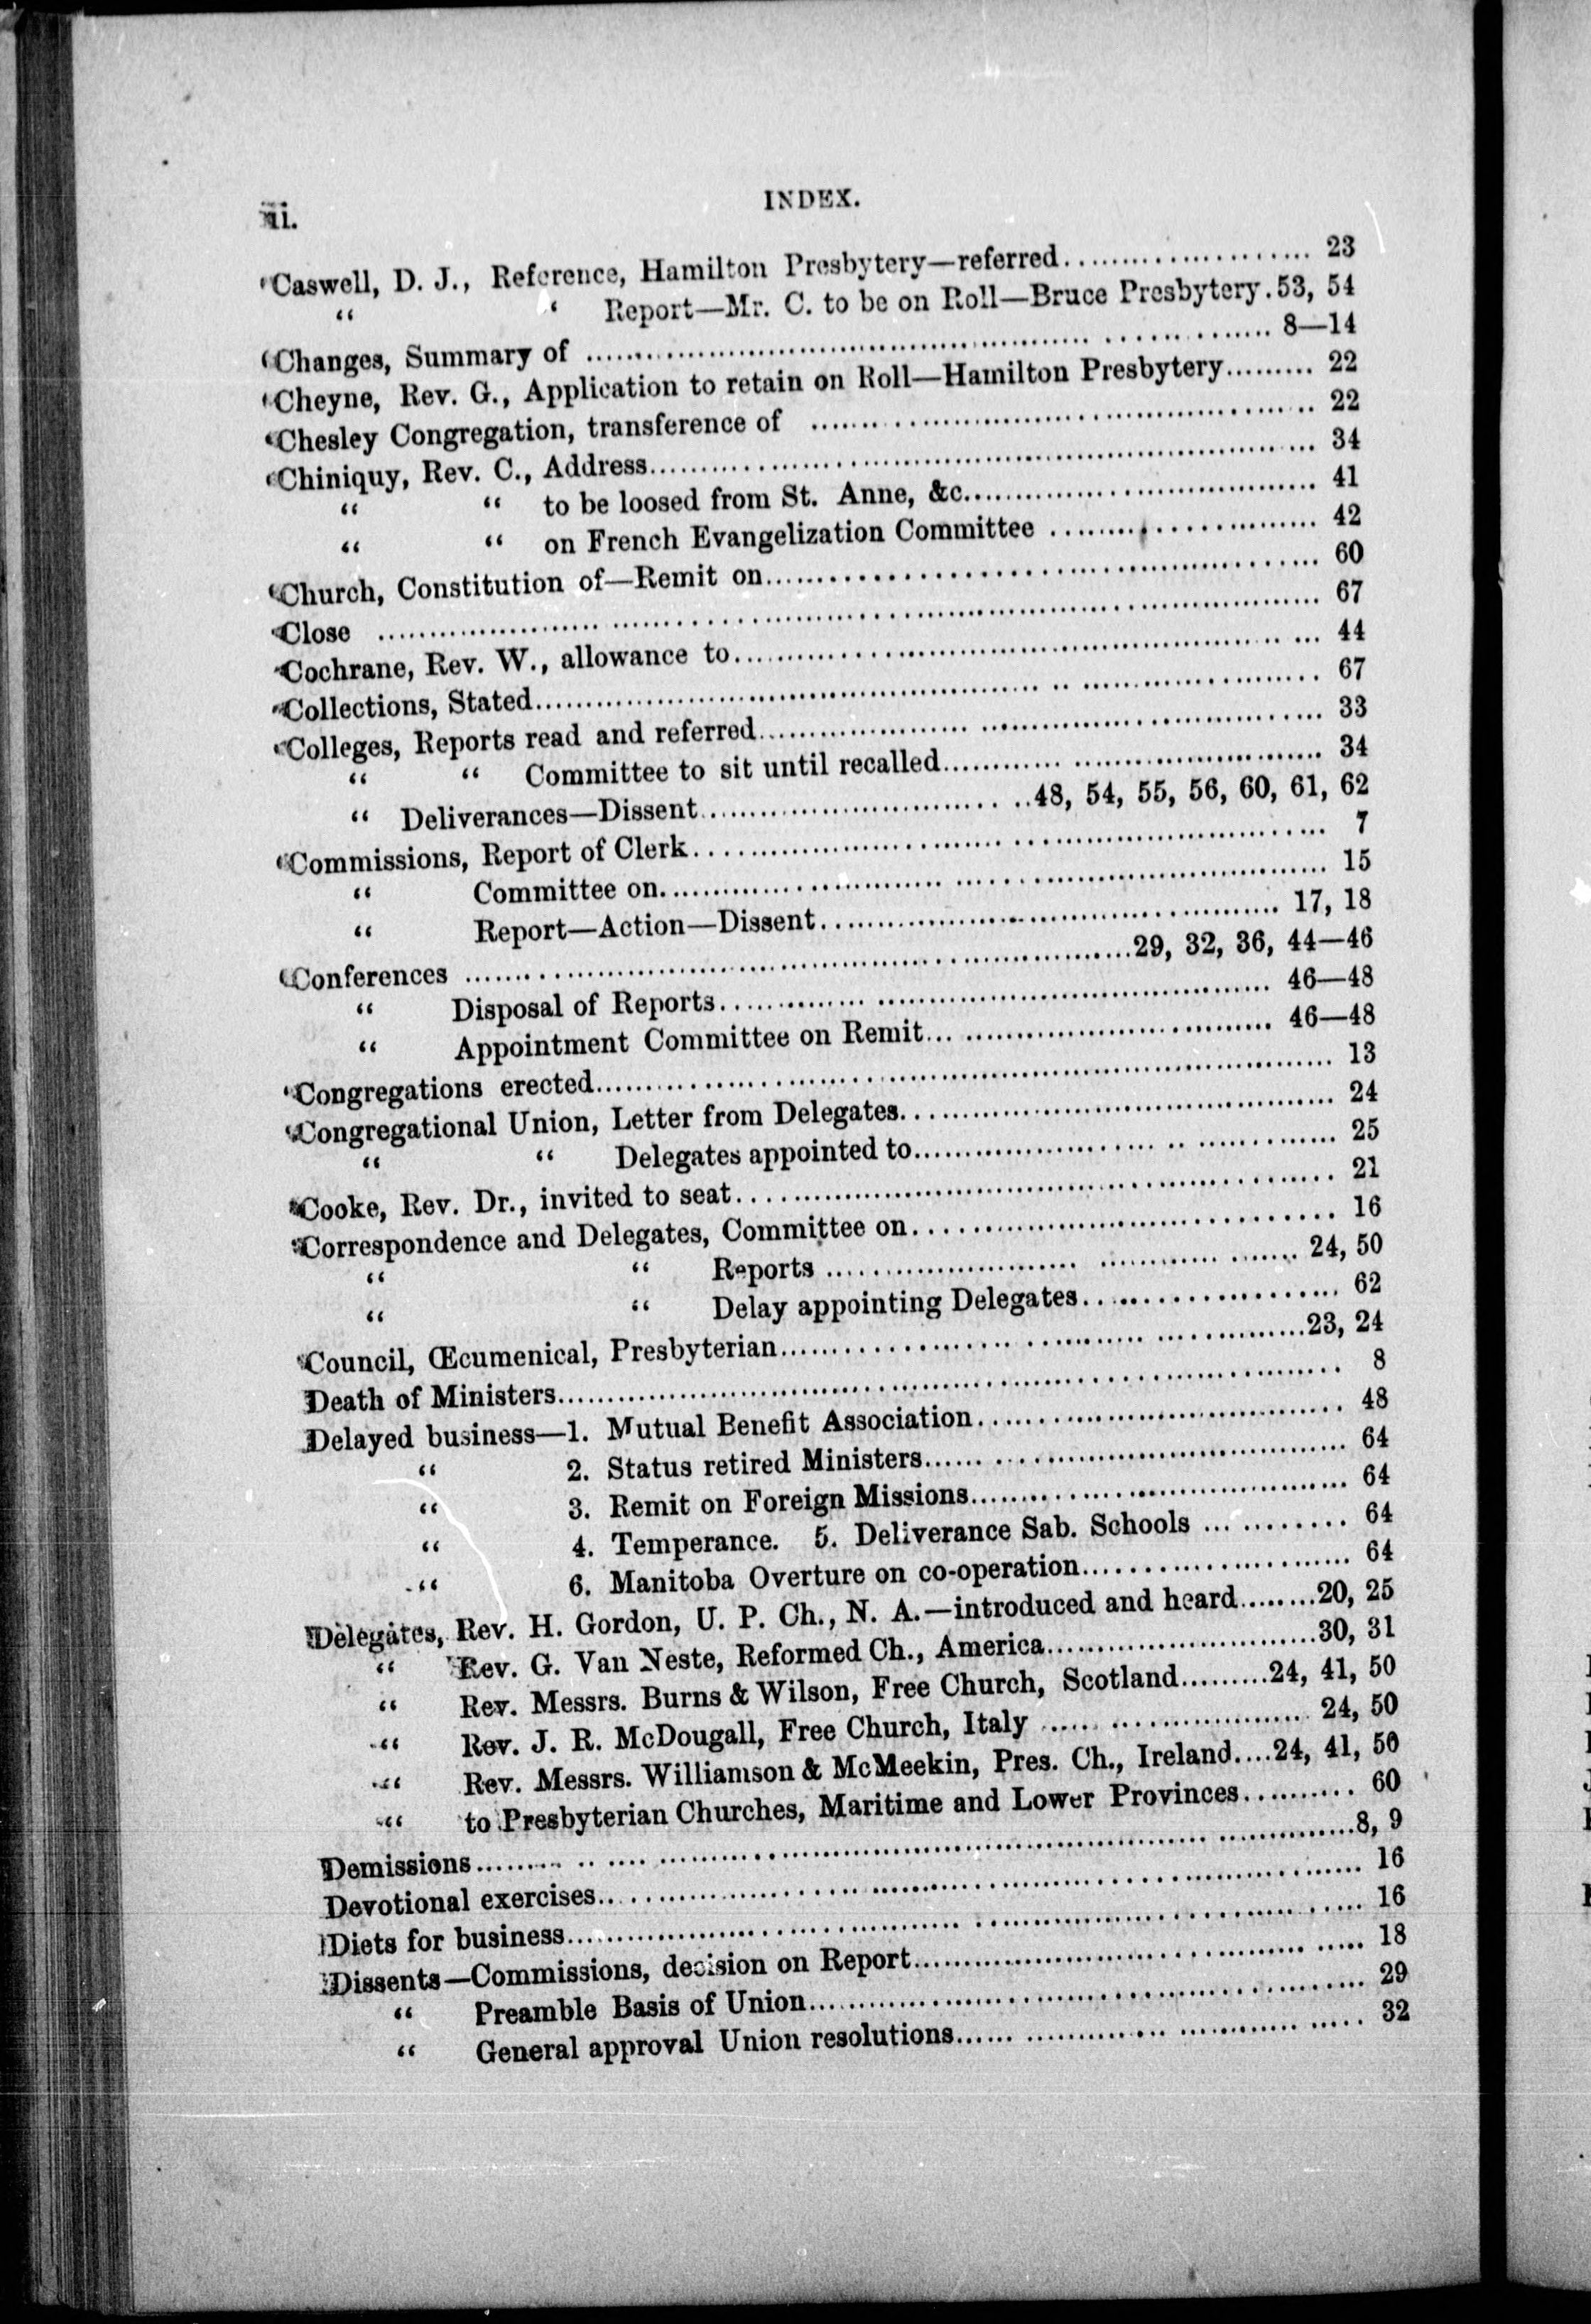 ii.
INDEX.
Caswell, D. J., Reference, Hamilton Presbytery—referred.................... 23
“ ‘ Report—Mr. C. to be on Roll—Bruce Presbytery.53, 54
Changes, Summary of .................... 8—14
Cheyne, Rev. G., Application to retain on Roll—Hamilton Presbytery......... 22
Chesley Congregation, transference of .................... 22
Chiniquy, Rev. C., Address.................... 34
“ “ to be loosed from St. Anne, &c.................... 41
“ “ on French Evangelization Committee .................... 42
Church, Constitution of—Remit on.................... 60
Close .................... 67
Cochrane, Rev. W., allowance to.................... 44
Collections, Stated.................... 67
Colleges, Reports read and referred.................... 33
“ “ Committee to sit until recalled.................... 34
“ Deliverances—Dissent....................48, 54, 55, 56, 60, 61, 62
Commissions, Report of Clerk.................... 7
“ Committee on.................... 15
“ Report—Action—Dissent.................... 17, 18
Conferences ....................29, 32, 36, 44—46
“ Disposal of Reports.................... 46—48
“ Appointment Committee on Remit.................... 46—48
Congregations erected.................... 13
Congregational Union, Letter from Delegates.................... 24
“ “ Delegates appointed to.................... 25
Cooke, Rev. Dr., invited to seat.................... 21
Correspondence and Delegates, Committee on.................... 16
“ “ Reports .................... 24, 50
“ “ Delay appointing Delegates.................... 62
Council, Œcumenical, Presbyterian....................23, 24
Death of Ministers.................... 8
Delayed business—1. Mutual Benefit Association.................... 48
“ 2. Status retired Ministers.................... 64
“ 3. Remit on Foreign Missions.................... 64
“ 4. Temperance. 5. Deliverance Sab. Schools ............ 64
“ 6. Manitoba Overture on co-operation.................... 64
Delegates, Rev. H. Gordon, U. P. Ch., N. A.—introduced and heard........20, 25
“ Rev. G. Van Neste, Reformed Ch., America....................30, 31
“ Rev. Messrs. Burns & Wilson, Free Church, Scotland.........24, 41, 50
“ Rev. J. R. McDougall, Free Church, Italy .................... 24, 50
“ Rev. Messrs. Williamson & McMeekin, Pres. Ch., Ireland....24, 41, 50
“ to Presbyterian Churches, Maritime and Lower Provinces.......... 60
Demissions....................8, 9
Devotional exercises.................... 16
Diets for business.................... 16
Dissents—Commissions, decision on Report.................... 18
“ Preamble Basis of Union.................... 29
“ General approval Union resolutions.................... 32